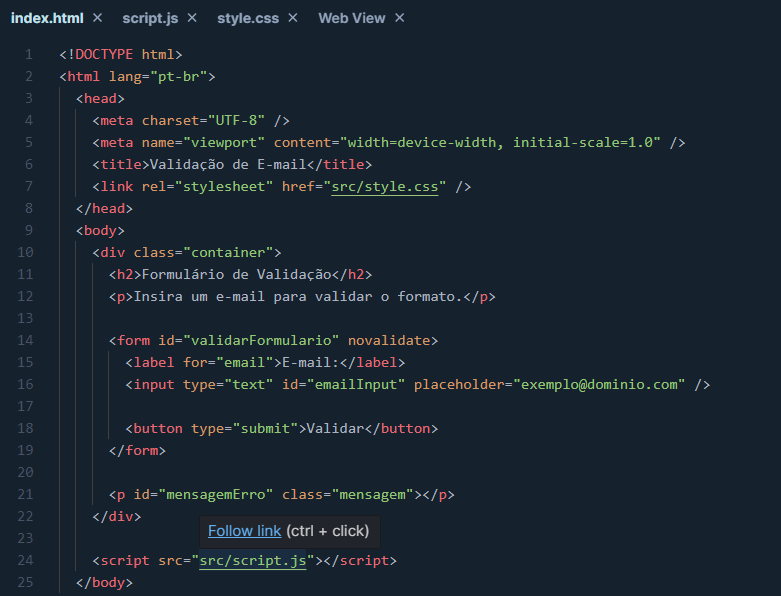 index.html × script.js × style.css × Web View ×
1 <!DOCTYPE html>
2 <html lang="pt-br">
3 <head>
4 <meta charset="UTF-8" />
5 <meta name="viewport" content="width=device-width, initial-scale=1.0" />
6 <title>Validação de E-mail</title>
7 <link rel="stylesheet" href="src/style.css" />
8 </head>
9 <body>
10 <div class="container">
11 <h2>Formulário de Validação</h2>
12 <p>Insira um e-mail para validar o formato.</p>
13
14 <form id="validarFormulario" novalidate>
15 <label for="email">E-mail:</label>
16 <input type="text" id="emailInput" placeholder="exemplo@dominio.com" />
17
18 <button type="submit">Validar</button>
19 </form>
20
21 <p id="mensagemErro" class="mensagem"></p>
22 </div>
23
Follow link (ctrl + click)
24 <script src="src/script.js"></script>
25 </body>